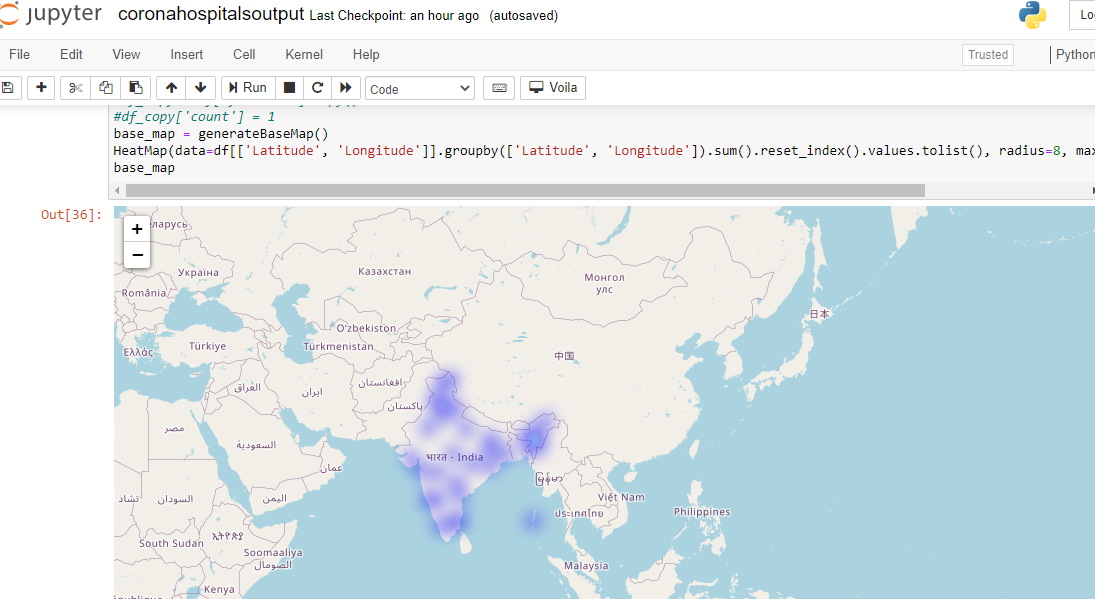 jupyter coronahospitalsoutput Last Checkpoint: an hour ago (autosaved)
File Edit View Insert Cell Kernel Help Trusted Python
Run Code Voila
#df_copy['count'] = 1
base_map = generateBaseMap()
HeatMap(data=df[['Latitude', 'Longitude']].groupby(['Latitude', 'Longitude']).sum().reset_index().values.tolist(), radius=8, max
base_map
Out[36]:
+
−
Україна
Казахстан
Монгол
улс
România
Oʻzbekiston
日本
Ελλάς
Türkiye
Türkmenistan
中国
العراق
ایران
افغانستان
پاکستان
مصر
السعودية
भारत - India
عمان
မြန်မာ
تشاد
السودان
اليمن
Việt Nam
ประเทศไทย
Philippines
South Sudan
ኢትዮጵያ
Soomaaliya
الصومال
Malaysia
Kenya